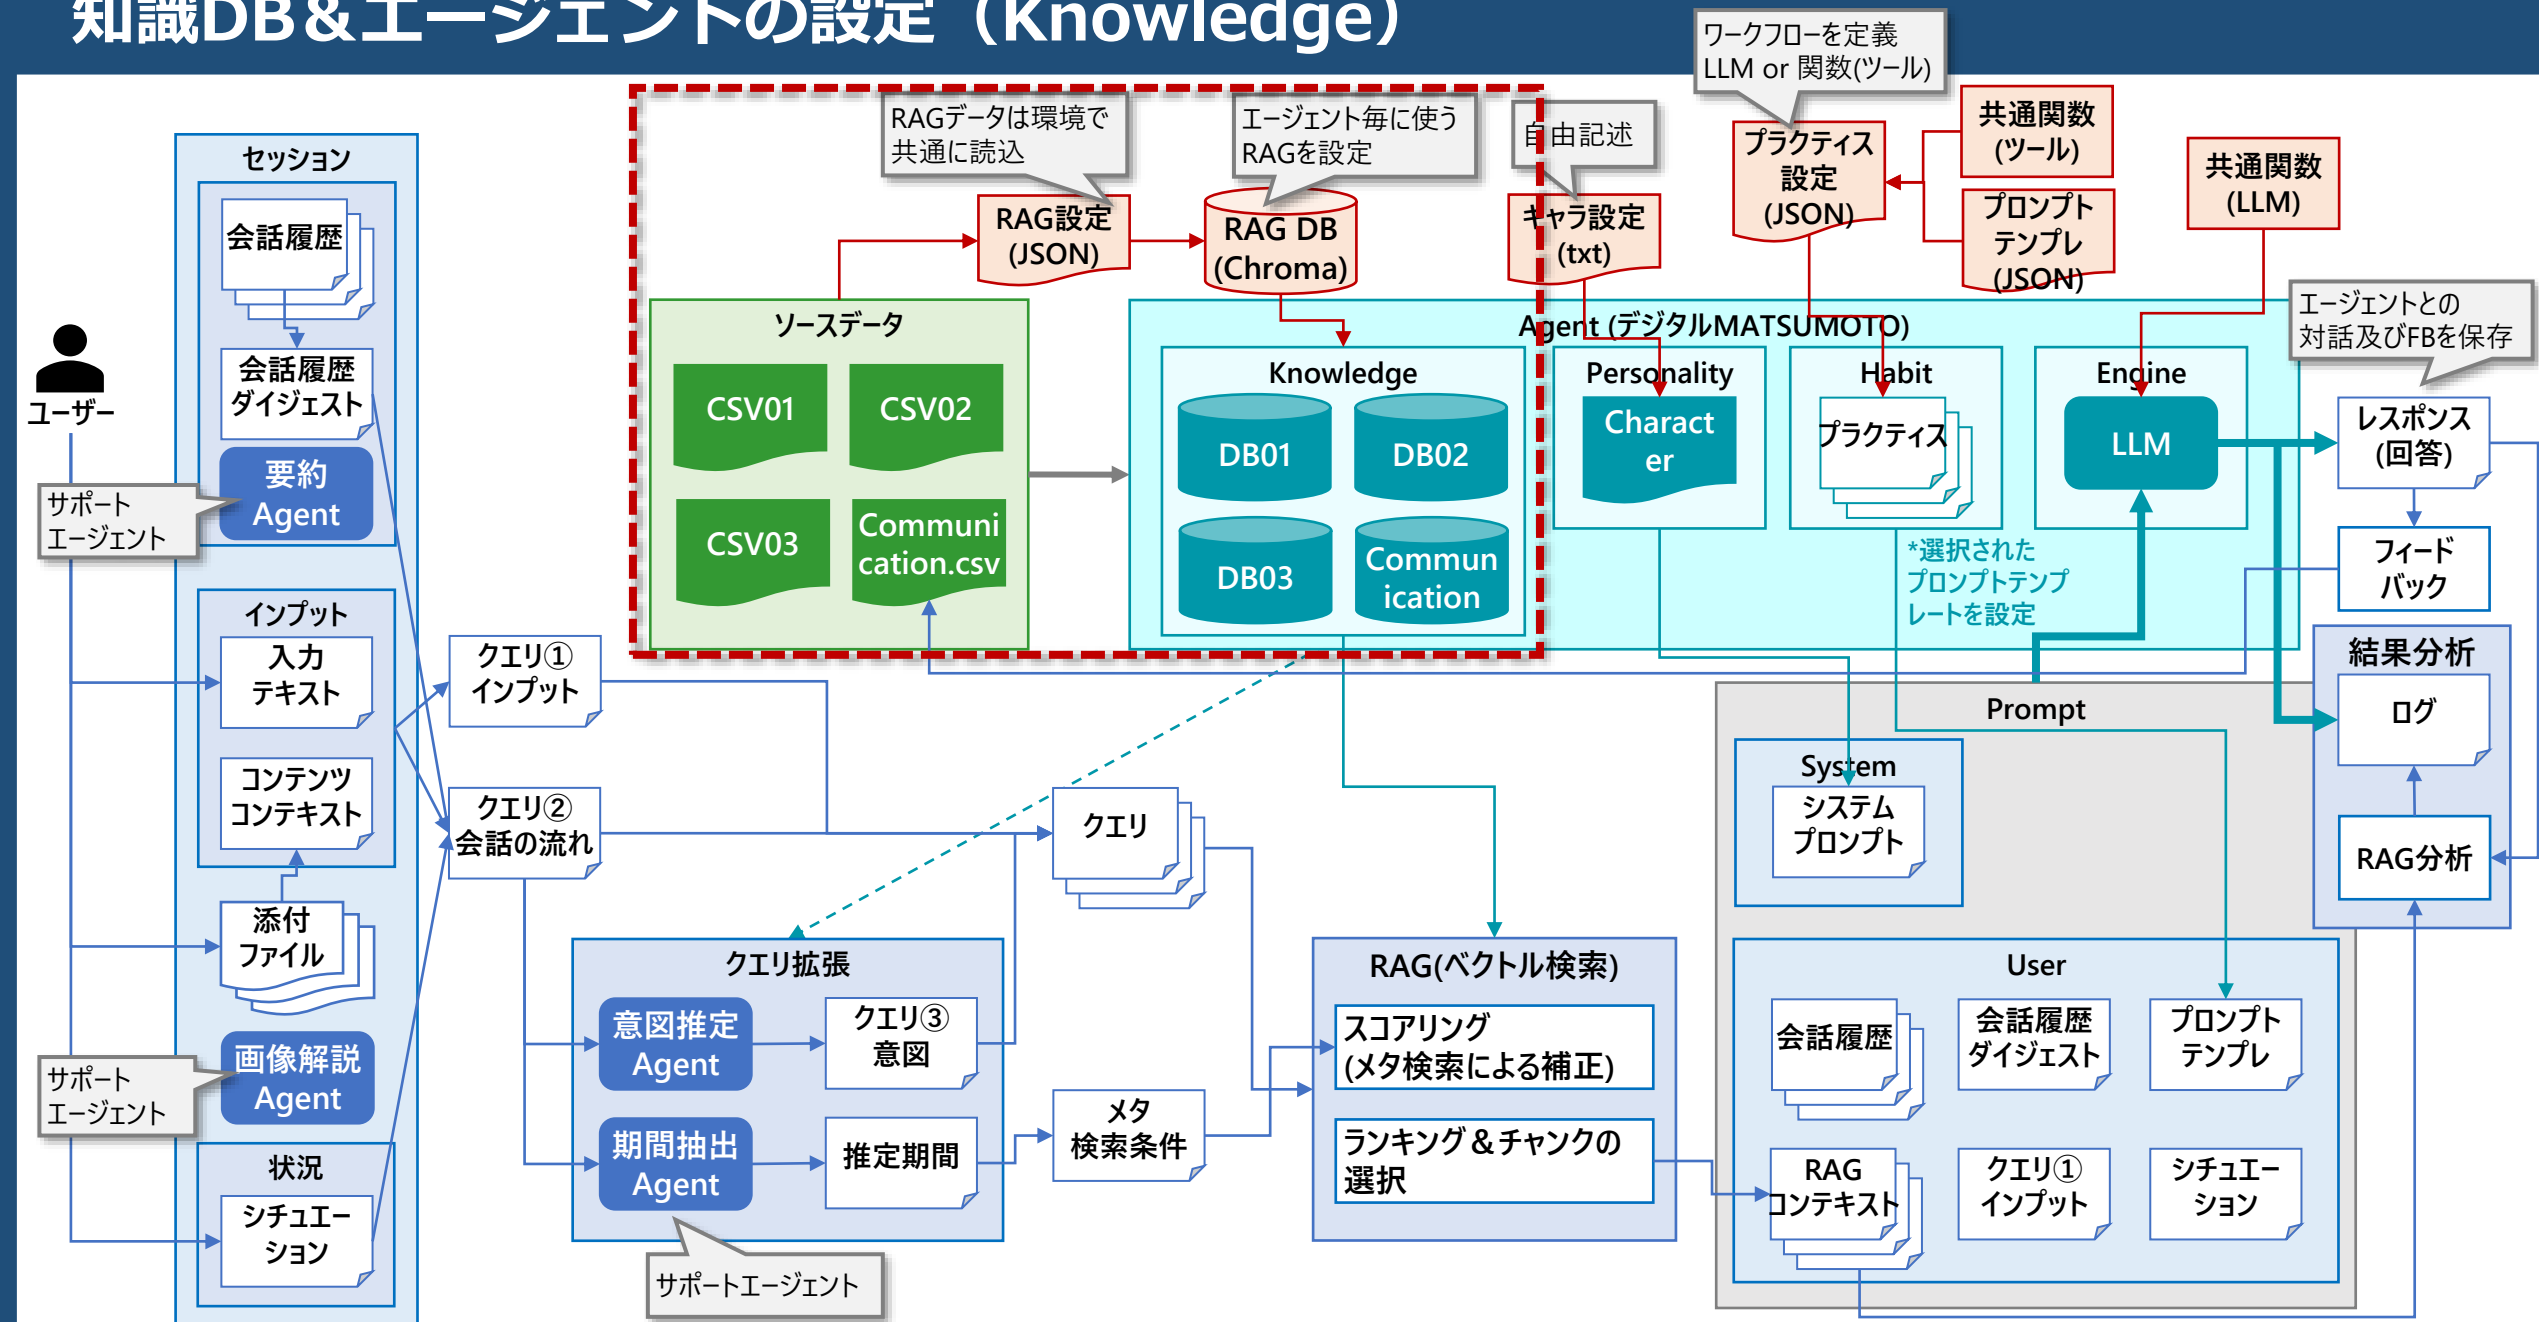 知識DB＆エージェントの設定（Knowledge）
ワークフローを定義
LLM or 関数(ツール)
RAGデータは環境で
共通に読込
エージェント毎に使う
RAGを設定
自由記述
プラクティス
設定
(JSON)
共通関数
(ツール)
プロンプト
テンプレ
(JSON)
共通関数
(LLM)
RAG設定
(JSON)
RAG DB
(Chroma)
キャラ設定
(txt)
エージェントとの
対話及びFBを保存
ユーザー
セッション
会話履歴
会話履歴
ダイジェスト
要約
Agent
サポート
エージェント
インプット
入力
テキスト
コンテンツ
コンテキスト
添付
ファイル
画像解説
Agent
サポート
エージェント
状況
シチュエー
ション
ソースデータ
CSV01
CSV02
CSV03
Communi
cation.csv
Agent (デジタルMATSUMOTO)
Knowledge
DB01
DB02
DB03
Commun
ication
Personality
Charact
er
Habit
プラクティス
Engine
LLM
*選択された
プロンプトテンプ
レートを設定
レスポンス
(回答)
フィード
バック
結果分析
ログ
RAG分析
クエリ①
インプット
クエリ②
会話の流れ
クエリ
クエリ拡張
意図推定
Agent
クエリ③
意図
期間抽出
Agent
推定期間
サポートエージェント
メタ
検索条件
RAG(ベクトル検索)
スコアリング
(メタ検索による補正)
ランキング＆チャンクの
選択
Prompt
System
システム
プロンプト
User
会話履歴
会話履歴
ダイジェスト
プロンプト
テンプレ
RAG
コンテキスト
クエリ①
インプット
シチュエー
ション